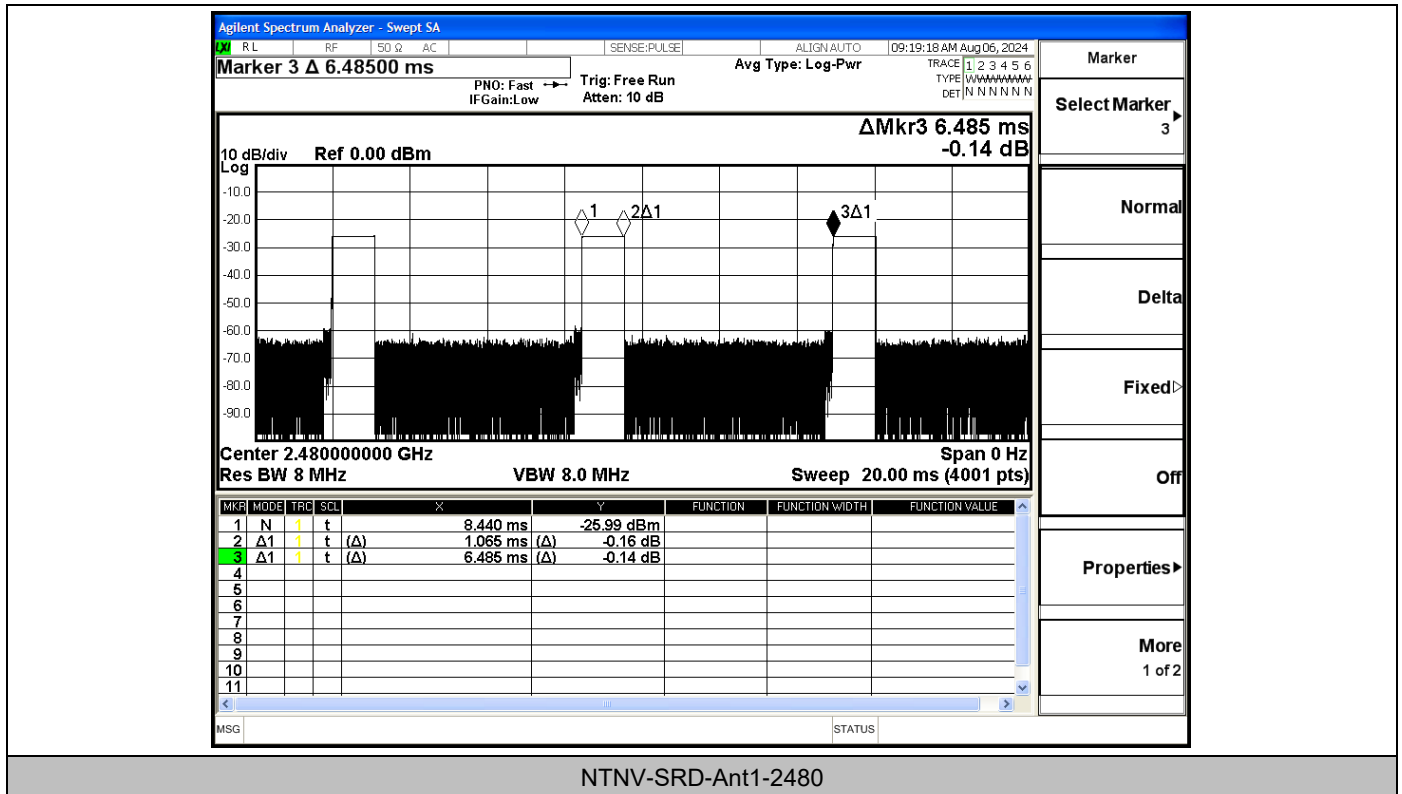 Agilent Spectrum Analyzer - Swept SA
LXI RL RF 50 Ω AC SENSE:PULSE ALIGN AUTO 09:19:18 AM Aug 06, 2024
Marker 3 Δ 6.48500 ms
PNO: Fast
IFGain:Low
Trig: Free Run
Atten: 10 dB
Avg Type: Log-Pwr
TRACE 1 2 3 4 5 6
TYPE WWWWWW
DET N N N N N N
Marker
Select Marker
3
Normal
Delta
Fixed
Off
Properties
More
1 of 2
ΔMkr3 6.485 ms
-0.14 dB
10 dB/div Ref 0.00 dBm
Log
-10.0
-20.0
-30.0
-40.0
-50.0
-60.0
-70.0
-80.0
-90.0
1 2Δ1 3Δ1
Center 2.480000000 GHz Span 0 Hz
Res BW 8 MHz VBW 8.0 MHz Sweep 20.00 ms (4001 pts)
MKR MODE TRC SCL X Y FUNCTION FUNCTION WIDTH FUNCTION VALUE
1 N 1 t 8.440 ms -25.99 dBm
2 Δ1 1 t (Δ) 1.065 ms (Δ) -0.16 dB
3 Δ1 1 t (Δ) 6.485 ms (Δ) -0.14 dB
4
5
6
7
8
9
10
11
MSG STATUS
NTNV-SRD-Ant1-2480